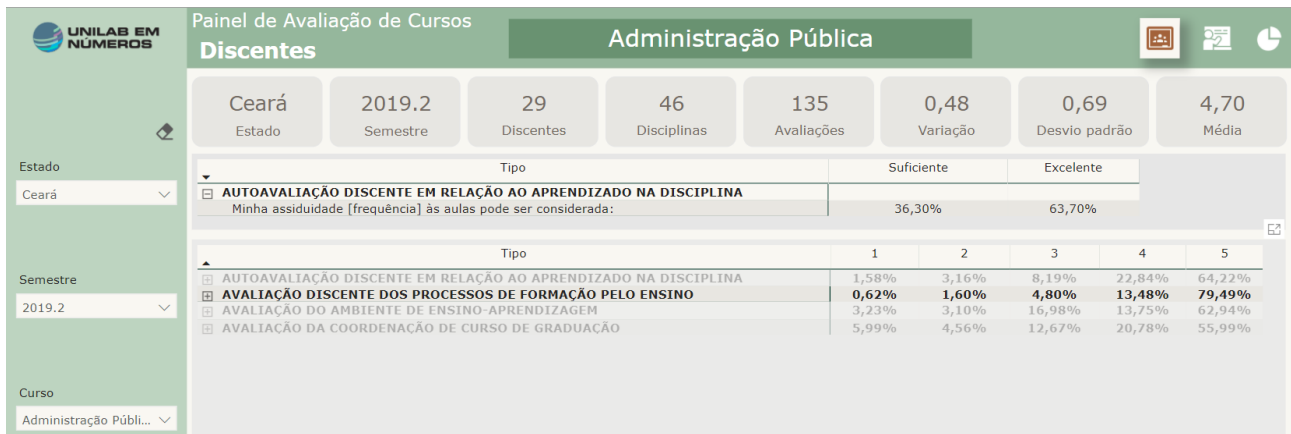 UNILAB EM
NÚMEROS
Painel de Avaliação de Cursos
Discentes
Administração Pública
Ceará
Estado
2019.2
Semestre
29
Discentes
46
Disciplinas
135
Avaliações
0,48
Variação
0,69
Desvio padrão
4,70
Média
Estado
Ceará
Semestre
2019.2
Curso
Administração Públi...
Tipo Suficiente Excelente
AUTOAVALIAÇÃO DISCENTE EM RELAÇÃO AO APRENDIZADO NA DISCIPLINA
Minha assiduidade [frequência] às aulas pode ser considerada: 36,30% 63,70%
Tipo 1 2 3 4 5
AUTOAVALIAÇÃO DISCENTE EM RELAÇÃO AO APRENDIZADO NA DISCIPLINA 1,58% 3,16% 8,19% 22,84% 64,22%
AVALIAÇÃO DISCENTE DOS PROCESSOS DE FORMAÇÃO PELO ENSINO 0,62% 1,60% 4,80% 13,48% 79,49%
AVALIAÇÃO DO AMBIENTE DE ENSINO-APRENDIZAGEM 3,23% 3,10% 16,98% 13,75% 62,94%
AVALIAÇÃO DA COORDENAÇÃO DE CURSO DE GRADUAÇÃO 5,99% 4,56% 12,67% 20,78% 55,99%